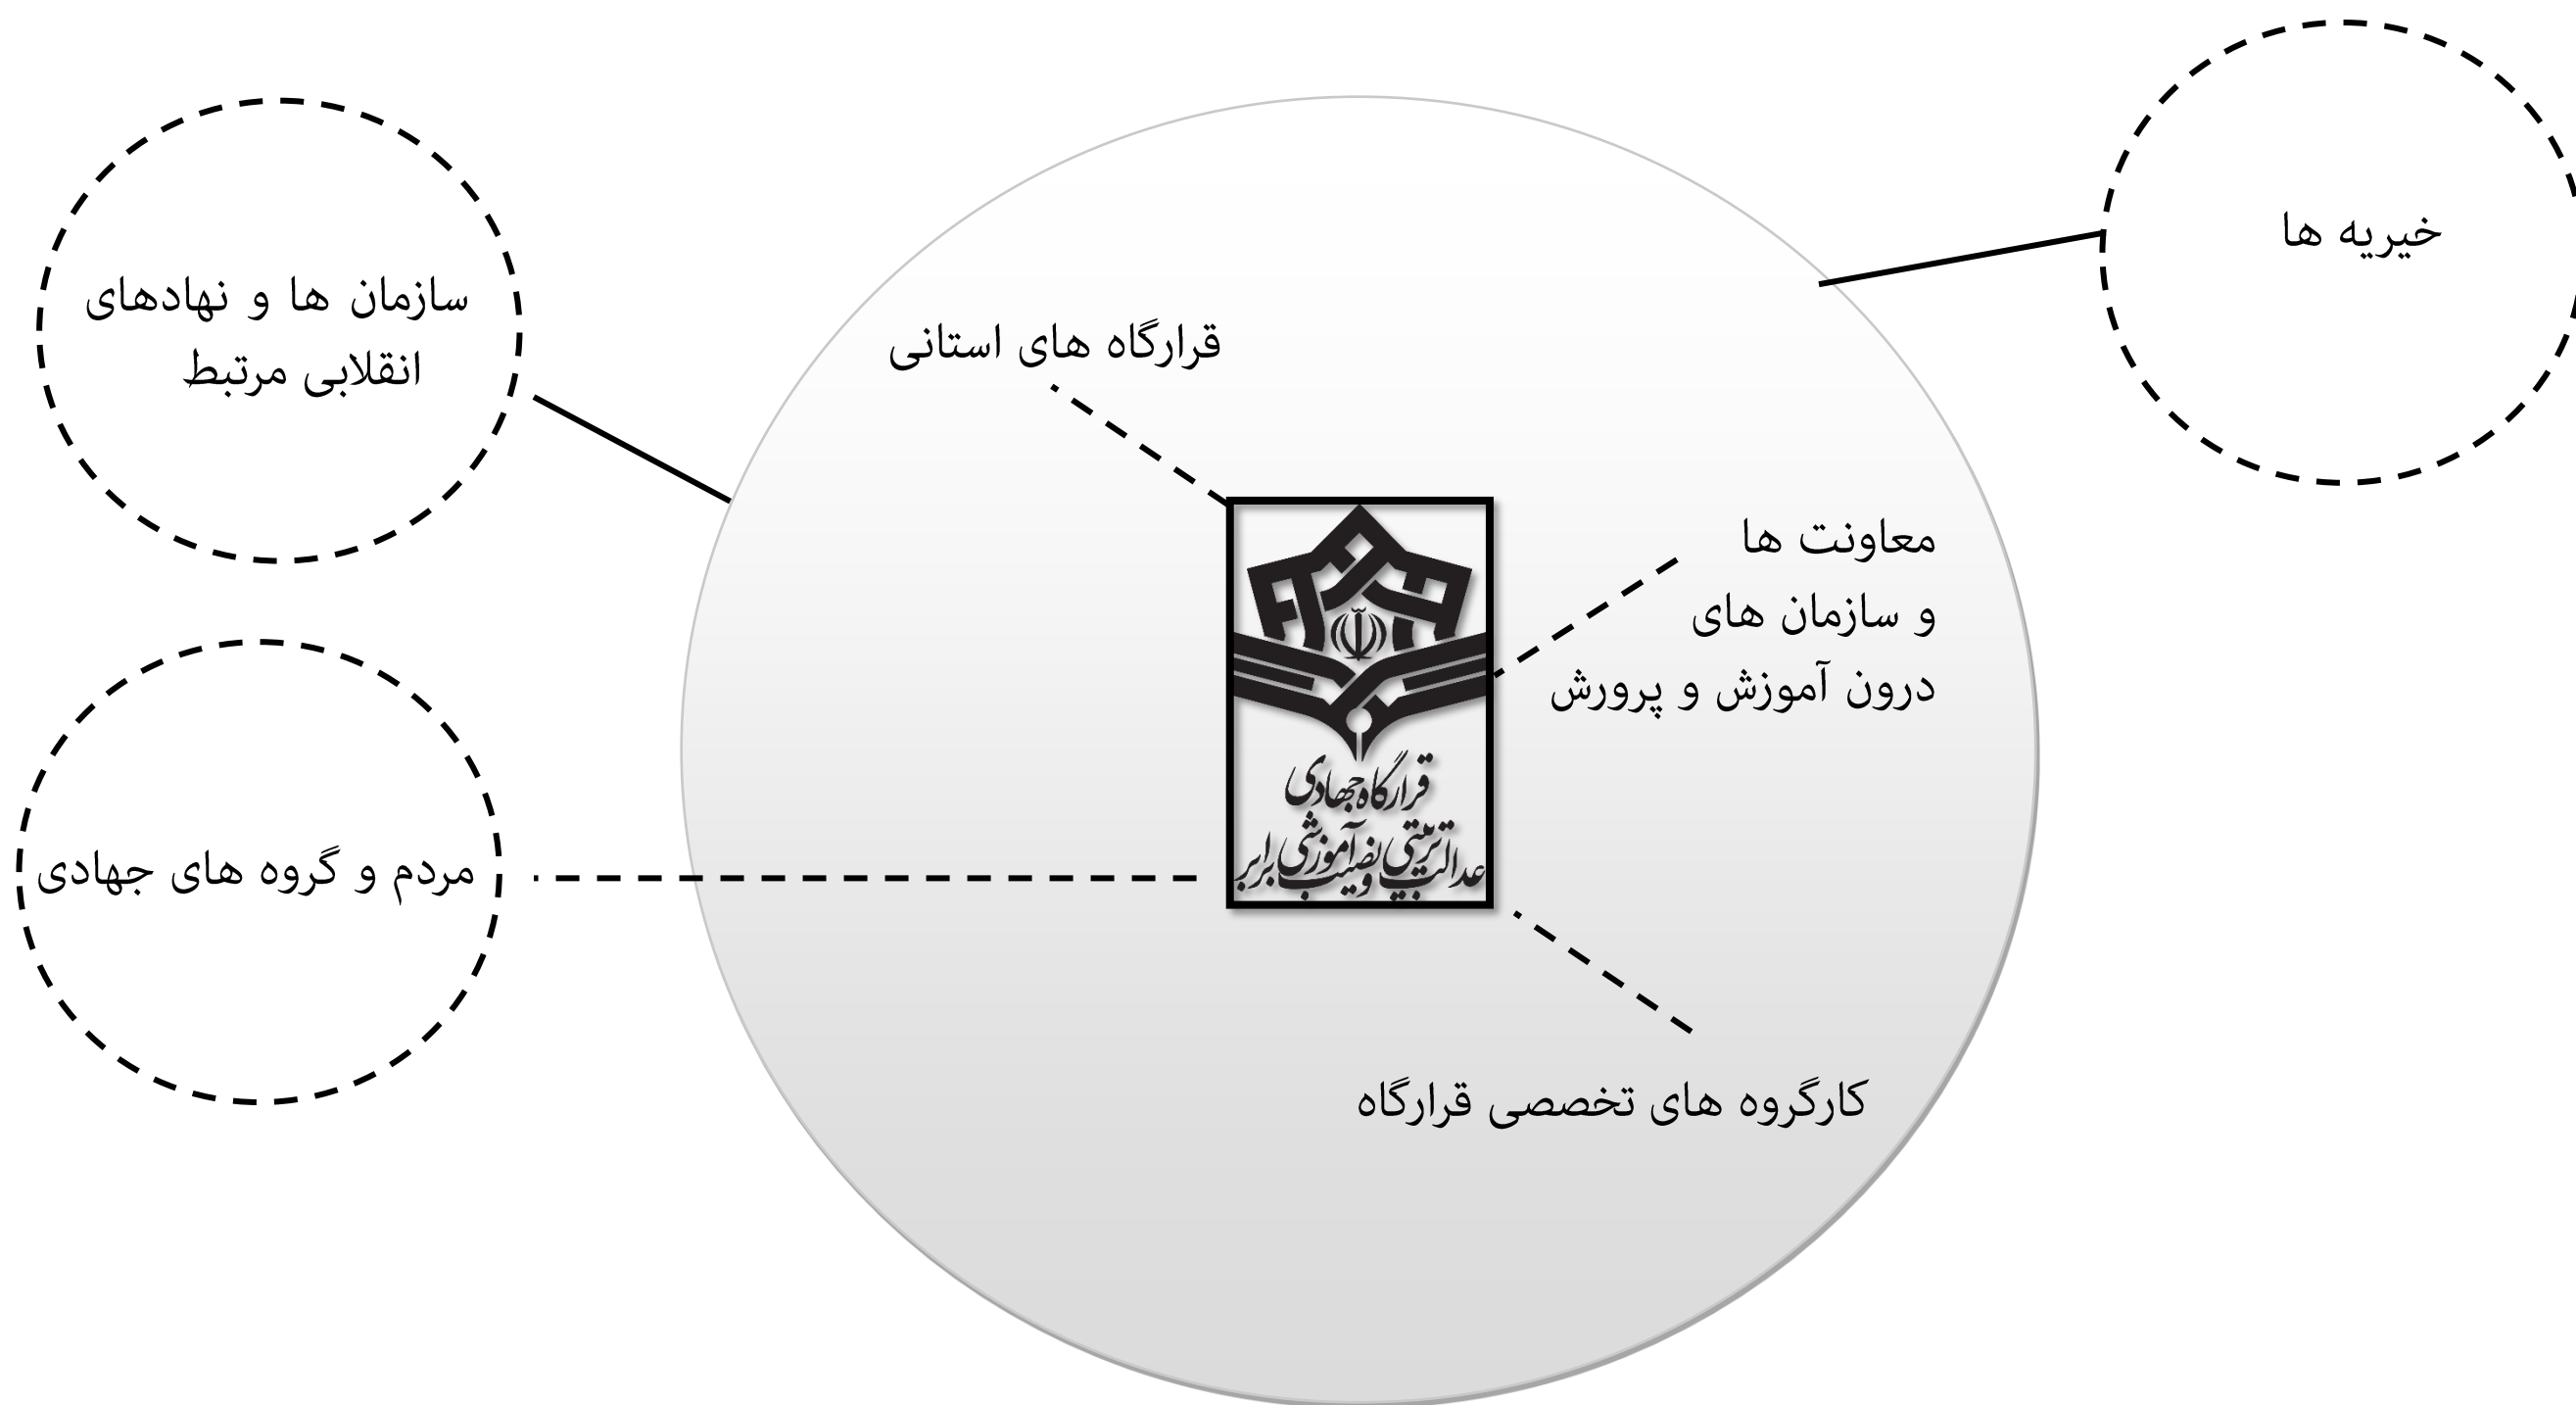 خیریه ها
سازمان ها و نهادهای
انقلابی مرتبط
قرارگاه های استانی
معاونت ها
و سازمان های
درون آموزش و پرورش
قرارگاه جهادی
عدالت تربیتی و نصیب آموزشی برابر
مردم و گروه های جهادی
کارگروه های تخصصی قرارگاه